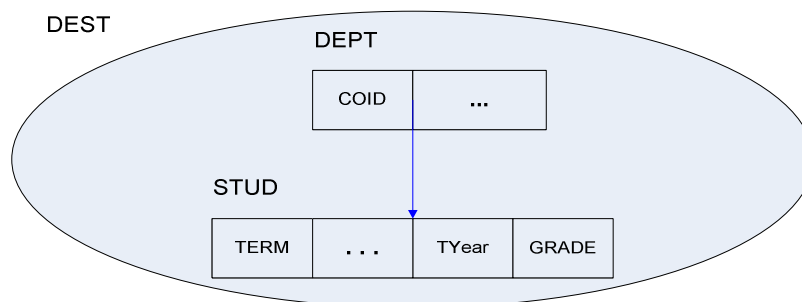 DEST
DEPT
COID ...
STUD
TERM . . . TYear GRADE